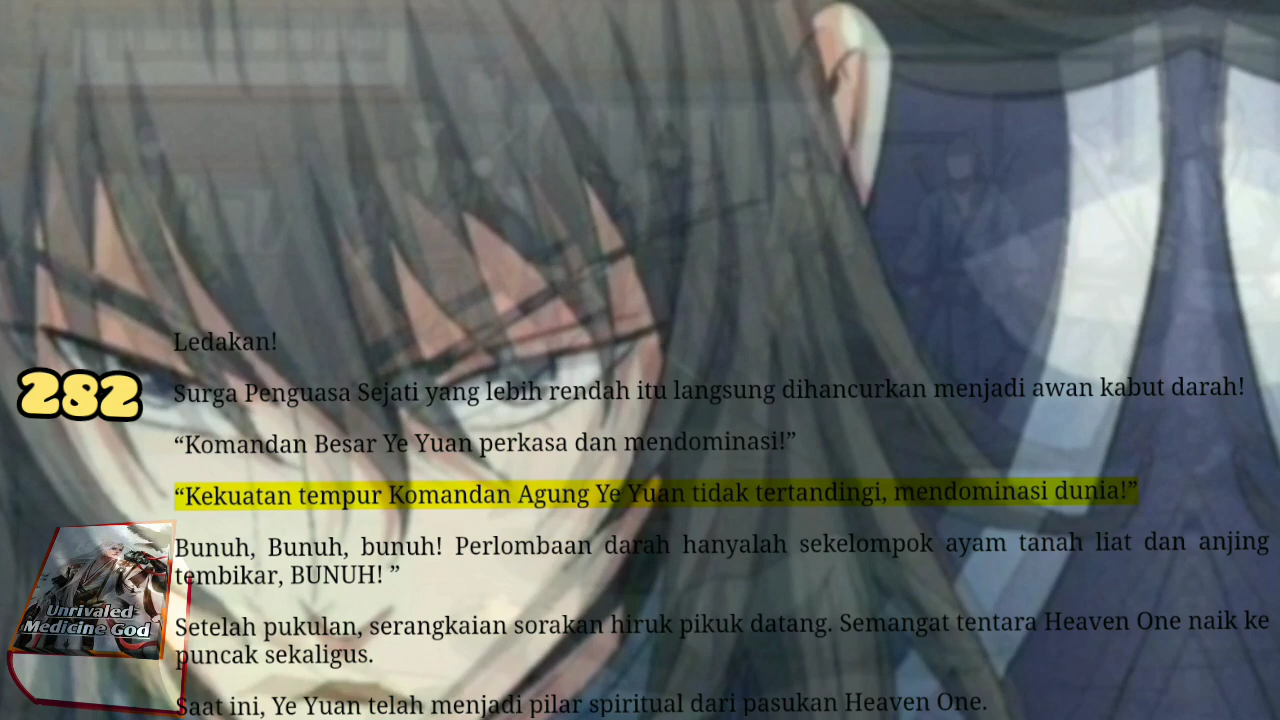 Ledakan!
282
Surga Penguasa Sejati yang lebih rendah itu langsung dihancurkan menjadi awan kabut darah!
“Komandan Besar Ye Yuan perkasa dan mendominasi!”
“Kekuatan tempur Komandan Agung Ye Yuan tidak tertandingi, mendominasi dunia!”
Bunuh, Bunuh, bunuh! Perlombaan darah hanyalah sekelompok ayam tanah liat dan anjing
tembikar, BUNUH! ”
Setelah pukulan, serangkaian sorakan hiruk pikuk datang. Semangat tentara Heaven One naik ke
puncak sekaligus.
Saat ini, Ye Yuan telah menjadi pilar spiritual dari pasukan Heaven One.
Unrivaled
Medicine God